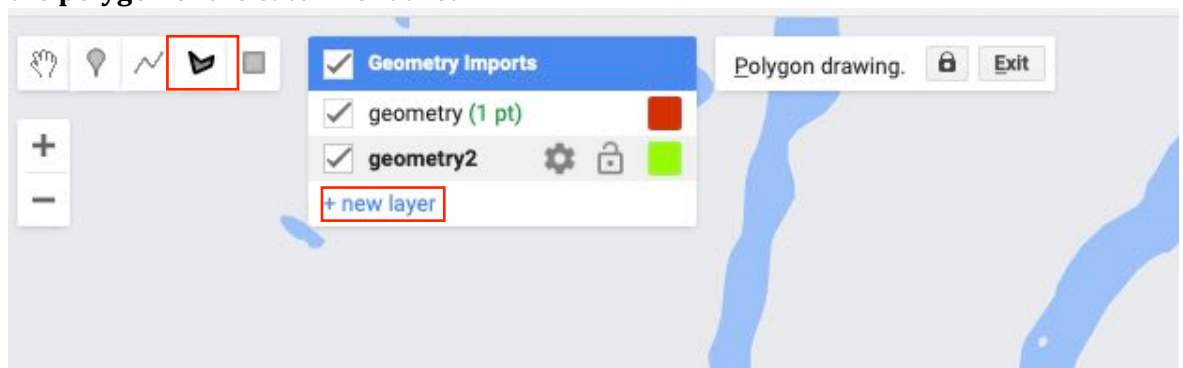 Geometry Imports
Polygon drawing.
Exit
geometry (1 pt)
+
geometry2
−
+ new layer